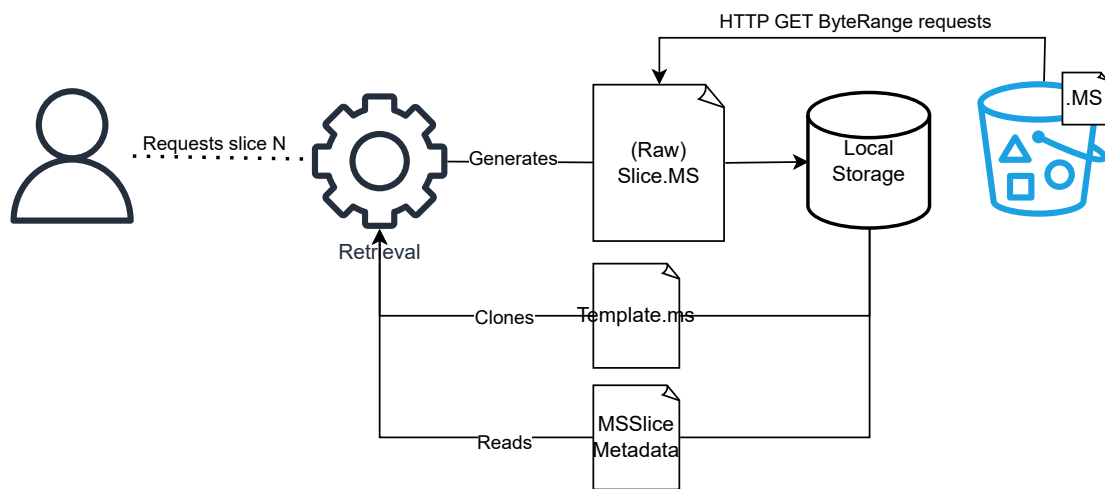 HTTP GET ByteRange requests
.MS
Requests slice N
Generates
(Raw)
Slice.MS
Local
Storage
Retrieval
Clones
Template.ms
Reads
MSSlice
Metadata